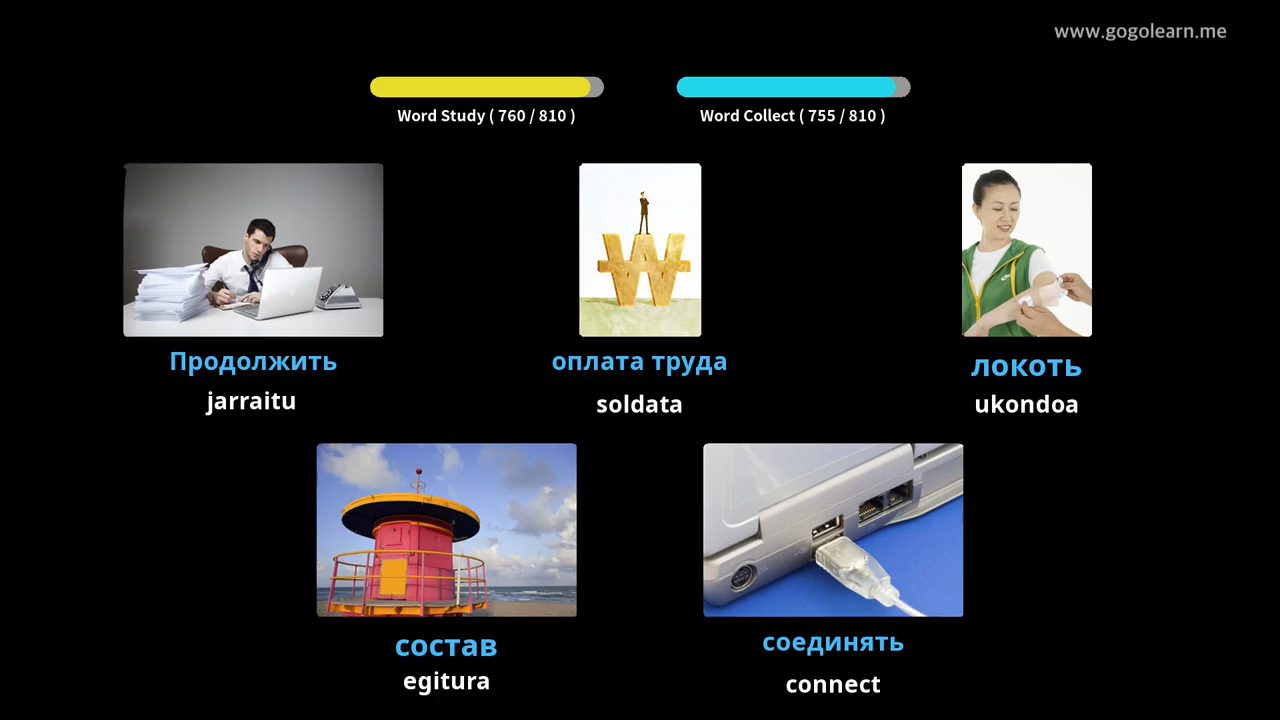 www.gogolearn.me
Word Study ( 760 / 810 )
Word Collect ( 755 / 810 )
Продолжить
jarraitu
оплата труда
soldata
локоть
ukondoa
состав
egitura
соединять
connect